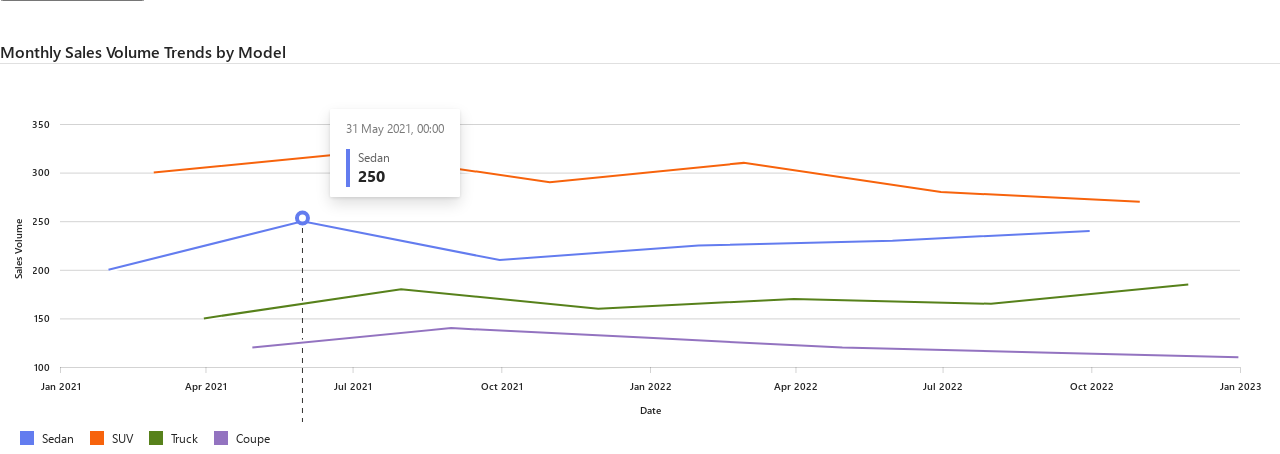 Monthly Sales Volume Trends by Model
31 May 2021, 00:00
Sedan
250
350
300
250
200
150
100
Sales Volume
Jan 2021 Apr 2021 Jul 2021 Oct 2021 Jan 2022 Apr 2022 Jul 2022 Oct 2022 Jan 2023
Date
Sedan SUV Truck Coupe